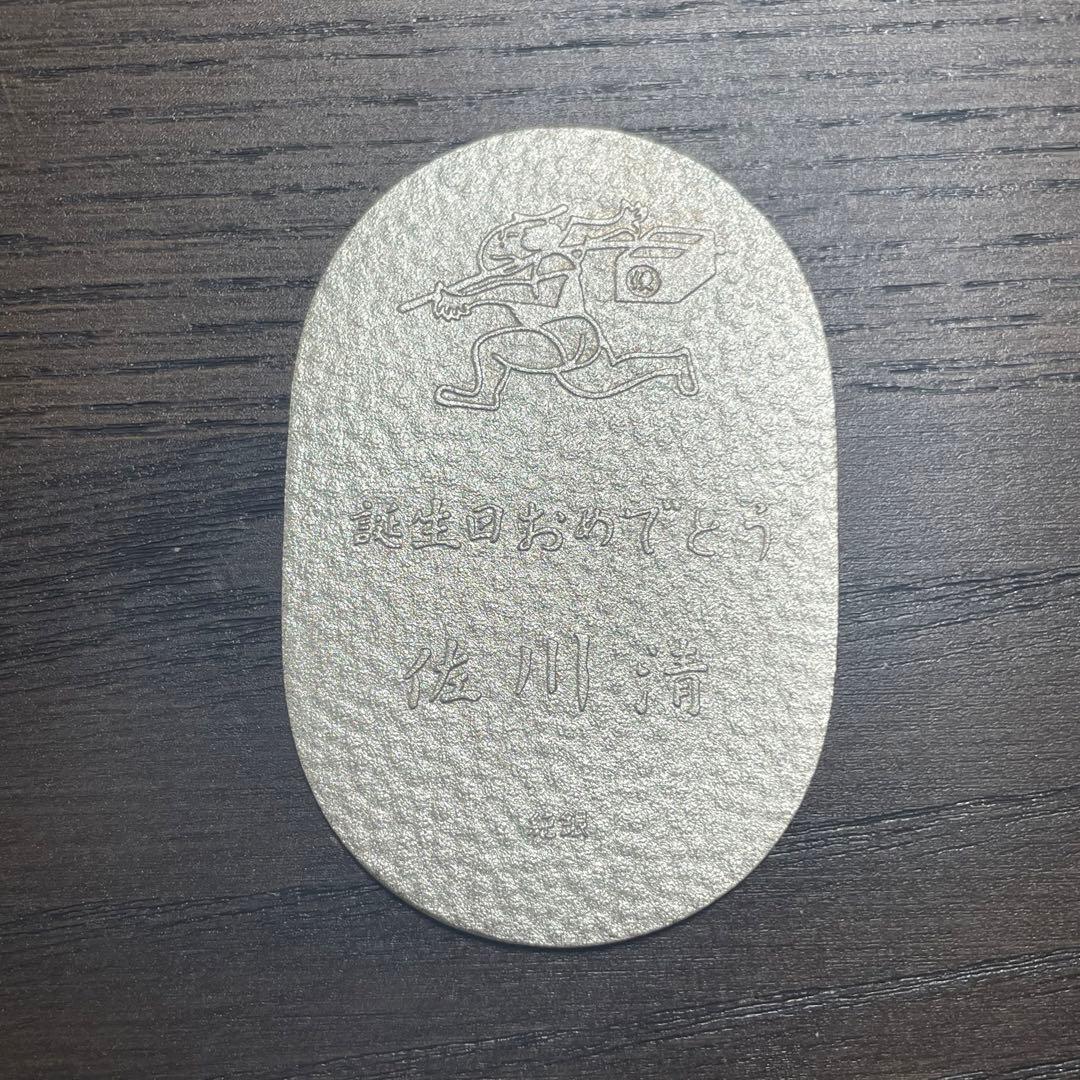 誕生日おめでとう
佐川 清
純銀